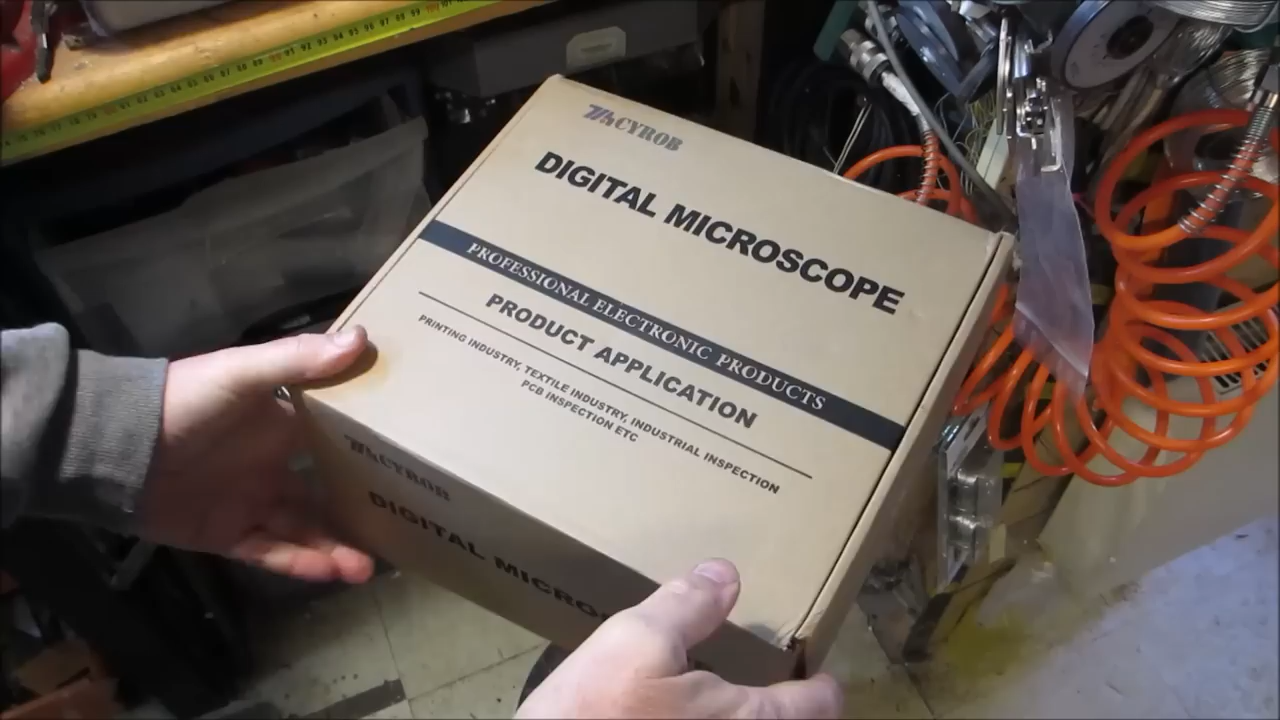 CYROB
DIGITAL MICROSCOPE
PROFESSIONAL ELECTRONIC PRODUCTS
PRODUCT APPLICATION
PRINTING INDUSTRY, TEXTILE INDUSTRY, INDUSTRIAL INSPECTION
PCB INSPECTION ETC
CYROB
DIGITAL MICRO